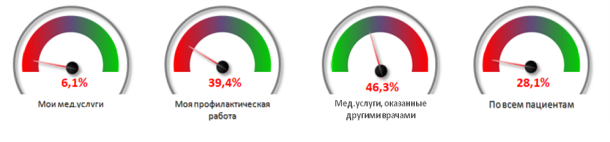 6,1%
Мои мед.услуги
39,4%
Моя профилактическая
работа
46,3%
Мед.услуги, оказанные
другими врачами
28,1%
По всем пациентам